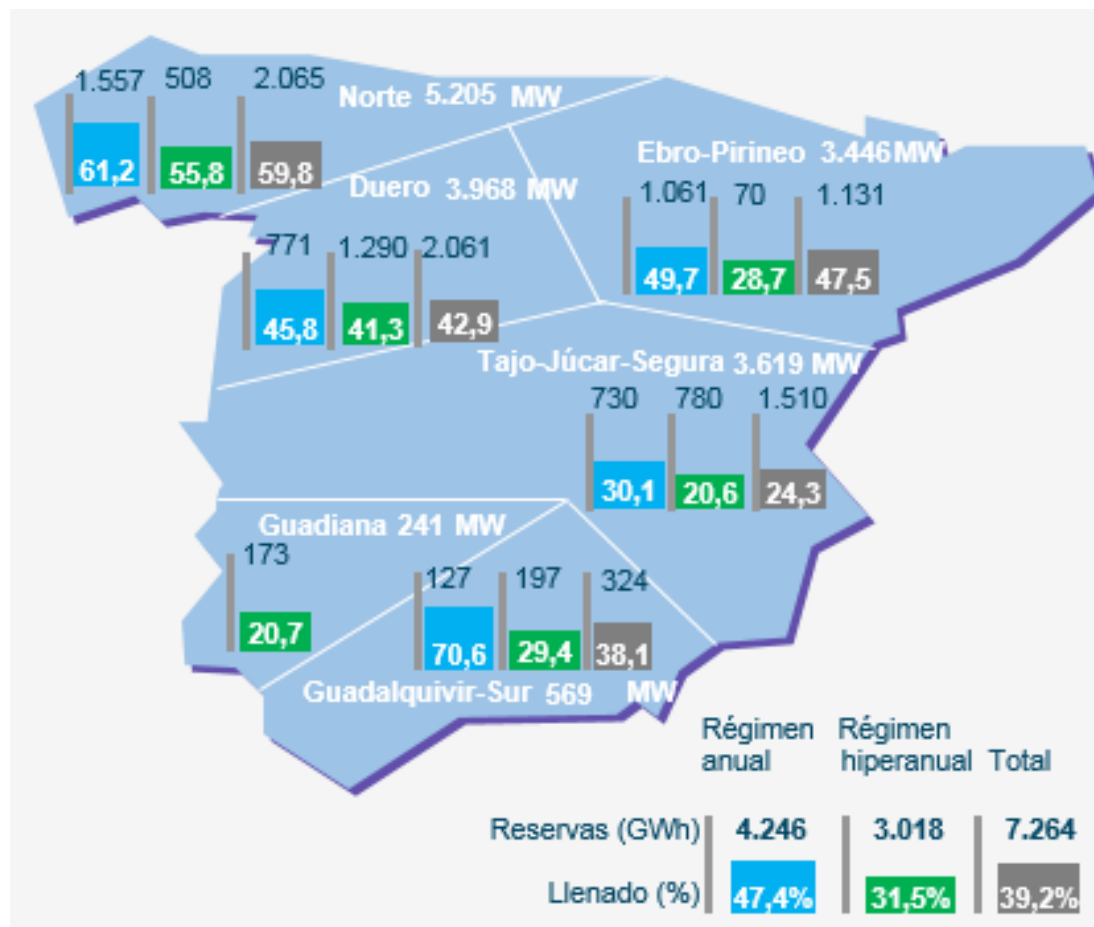 1.557 508 2.065
Norte 5.205 MW
61,2 55,8 59,8
Ebro-Pirineo 3.446 MW
1.061 70 1.131
49,7 28,7 47,5
Duero 3.968 MW
771 1.290 2.061
45,8 41,3 42,9
Tajo-Júcar-Segura 3.619 MW
730 780 1.510
30,1 20,6 24,3
Guadiana 241 MW
173
20,7
127 197 324
70,6 29,4 38,1
Guadalquivir-Sur 569 MW
Régimen Régimen
anual hiperanual Total
Reservas (GWh) 4.246 3.018 7.264
Llenado (%) 47,4% 31,5% 39,2%